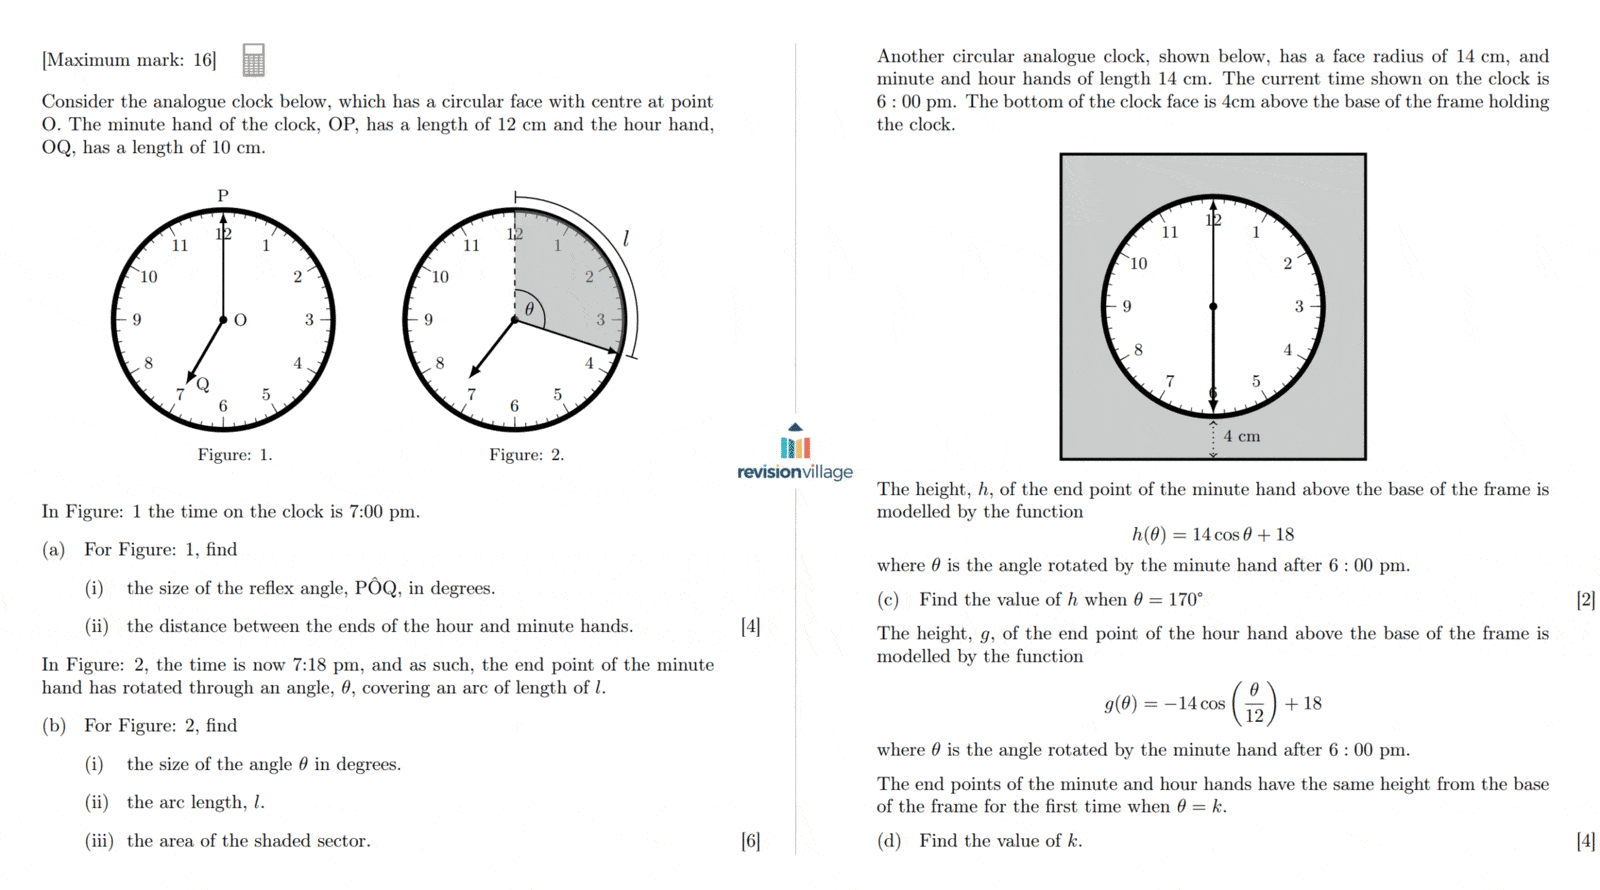 [Maximum mark: 16]
Consider the analogue clock below, which has a circular face with centre at point
O. The minute hand of the clock, OP, has a length of 12 cm and the hour hand,
OQ, has a length of 10 cm.
P
12
1
2
3
4
5
6
7
8
9
10
11
O
Q
Figure: 1.
12
1
2
3
4
5
6
7
8
9
10
11
θ
l
Figure: 2.
In Figure: 1 the time on the clock is 7:00 pm.
(a) For Figure: 1, find
(i) the size of the reflex angle, PÔQ, in degrees.
(ii) the distance between the ends of the hour and minute hands. [4]
In Figure: 2, the time is now 7:18 pm, and as such, the end point of the minute
hand has rotated through an angle, θ, covering an arc of length of l.
(b) For Figure: 2, find
(i) the size of the angle θ in degrees.
(ii) the arc length, l.
(iii) the area of the shaded sector. [6]
revisionvillage
Another circular analogue clock, shown below, has a face radius of 14 cm, and
minute and hour hands of length 14 cm. The current time shown on the clock is
6 : 00 pm. The bottom of the clock face is 4cm above the base of the frame holding
the clock.
12
1
2
3
4
5
6
7
8
9
10
11
4 cm
The height, h, of the end point of the minute hand above the base of the frame is
modelled by the function
h(θ) = 14 cos θ + 18
where θ is the angle rotated by the minute hand after 6 : 00 pm.
(c) Find the value of h when θ = 170° [2]
The height, g, of the end point of the hour hand above the base of the frame is
modelled by the function
g(θ) = −14 cos (θ/12) + 18
where θ is the angle rotated by the minute hand after 6 : 00 pm.
The end points of the minute and hour hands have the same height from the base
of the frame for the first time when θ = k.
(d) Find the value of k. [4]